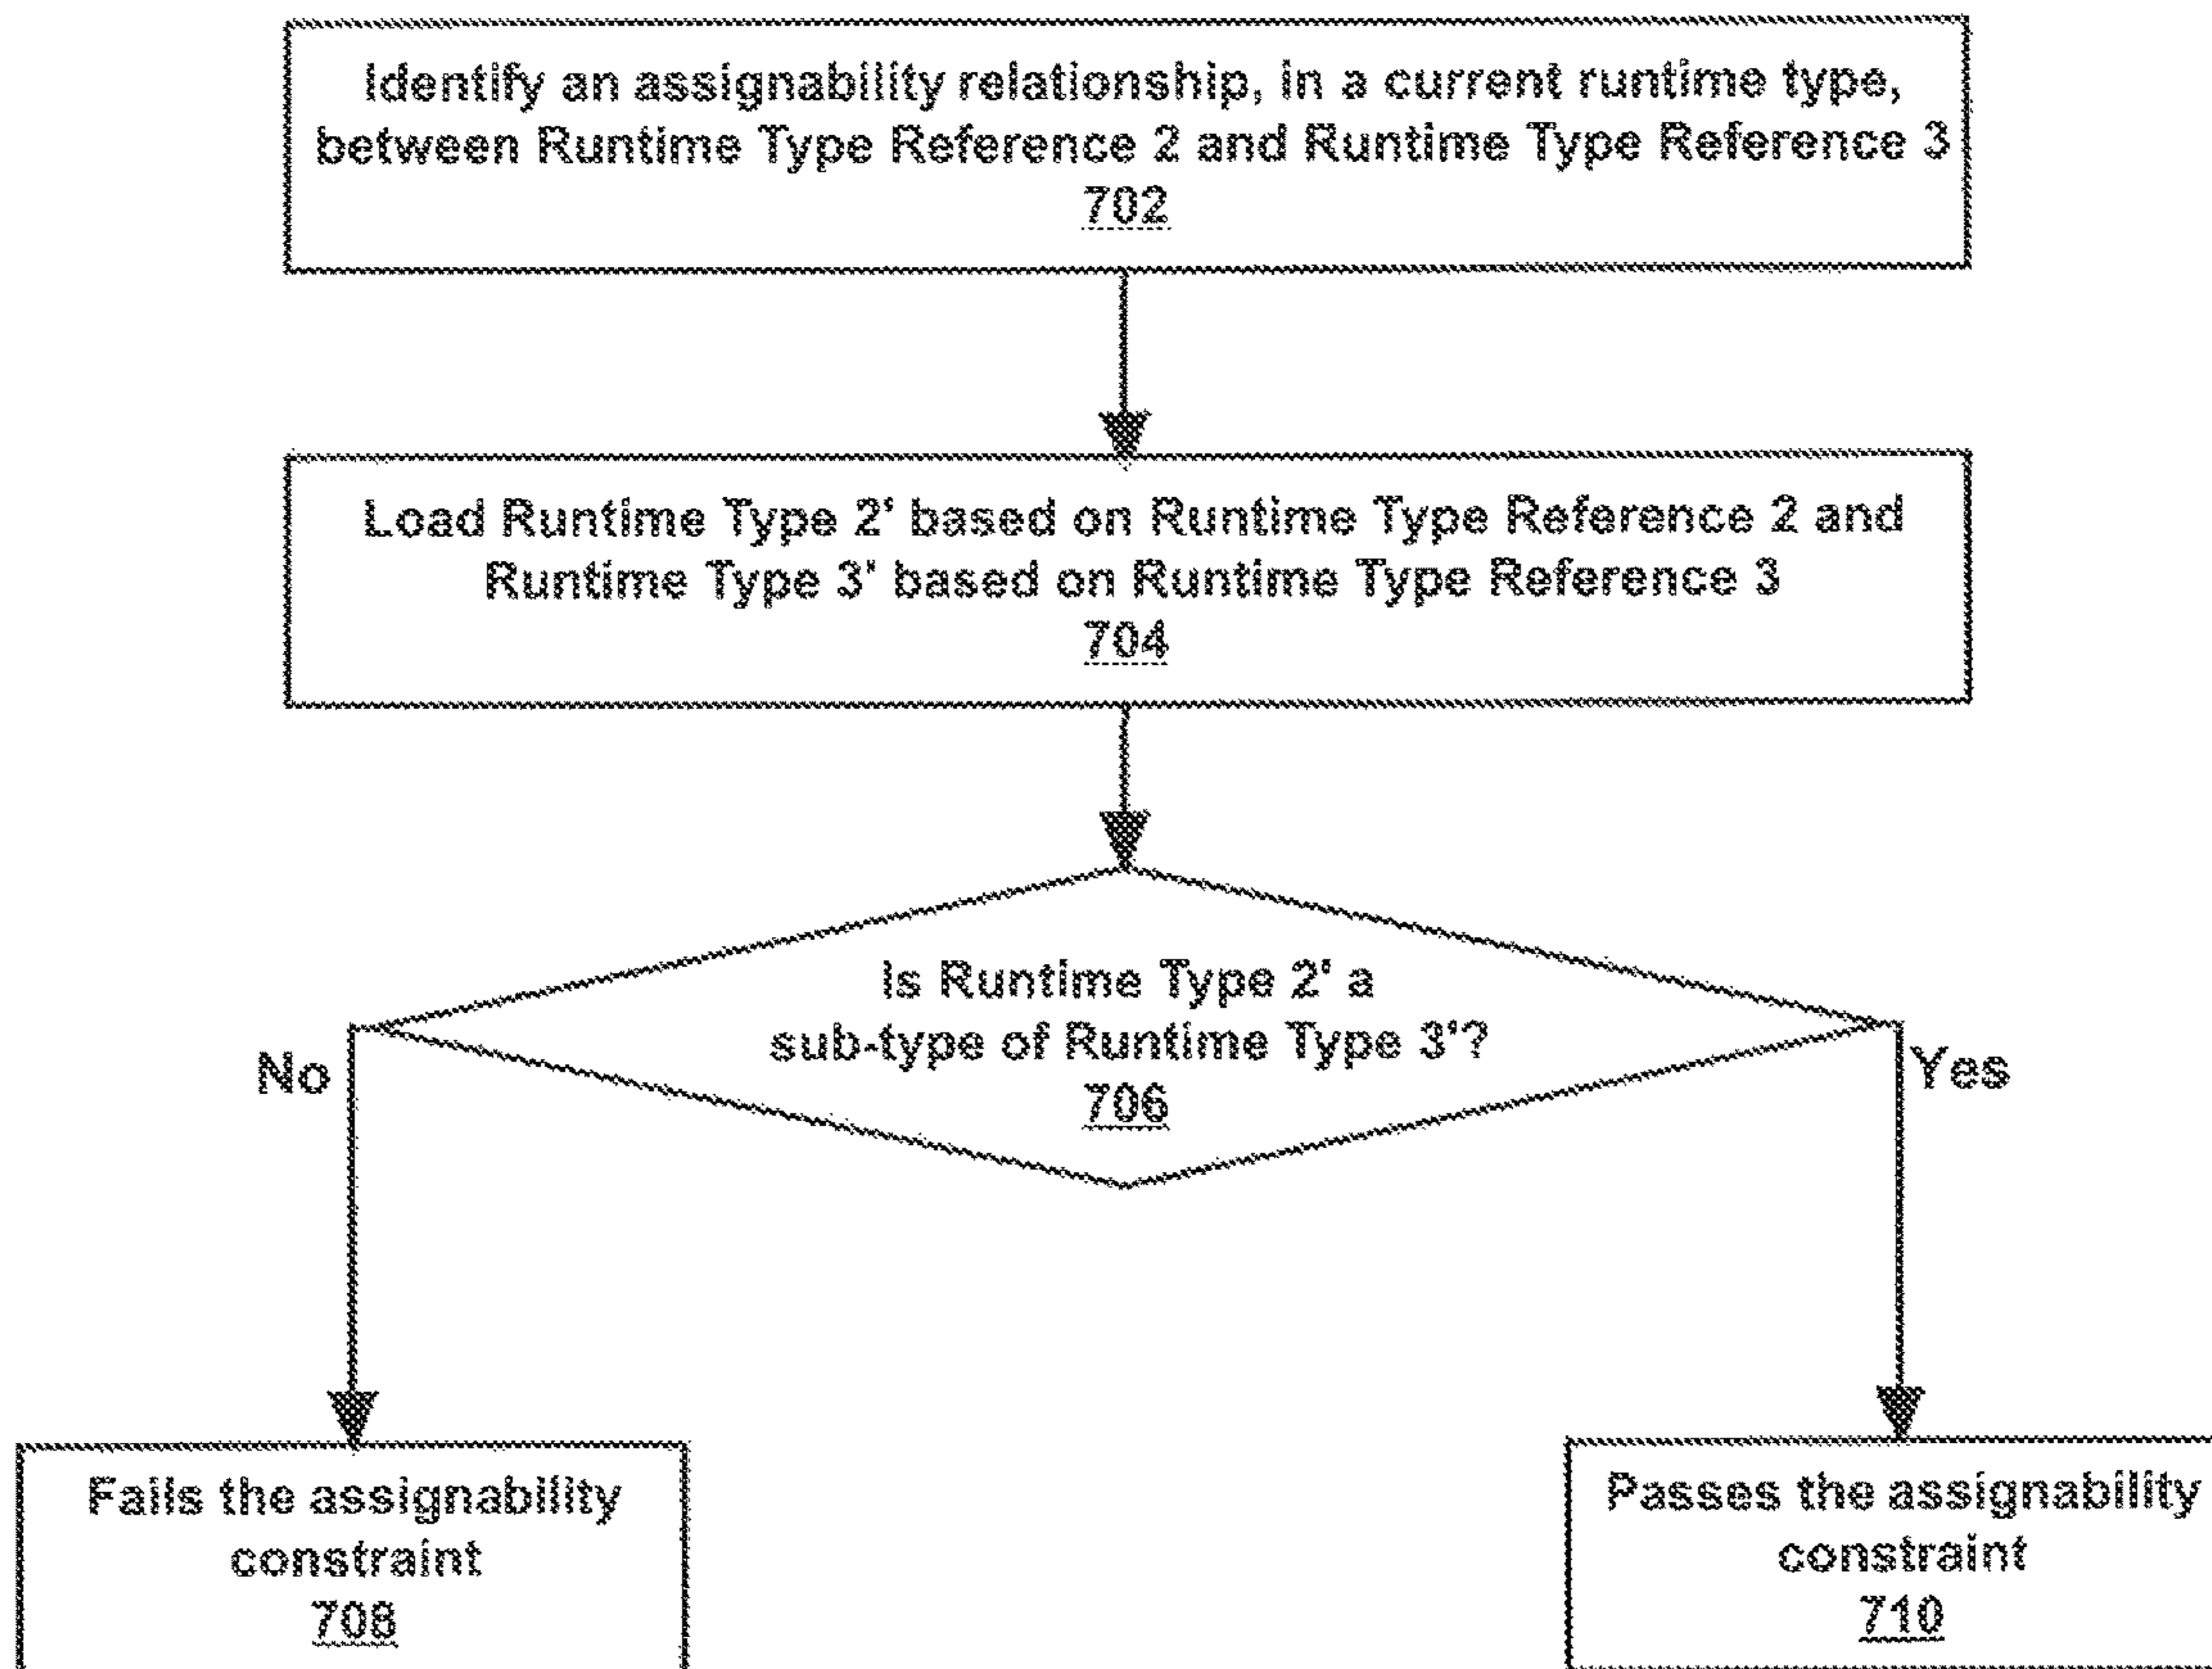 Identify an assignability relationship, in a current runtime type,
between Runtime Type Reference 2 and Runtime Type Reference 3
702
Load Runtime Type 2' based on Runtime Type Reference 2 and
Runtime Type 3' based on Runtime Type Reference 3
704
Is Runtime Type 2' a
sub-type of Runtime Type 3'?
706
No
Yes
Fails the assignability
constraint
708
Passes the assignability
constraint
710